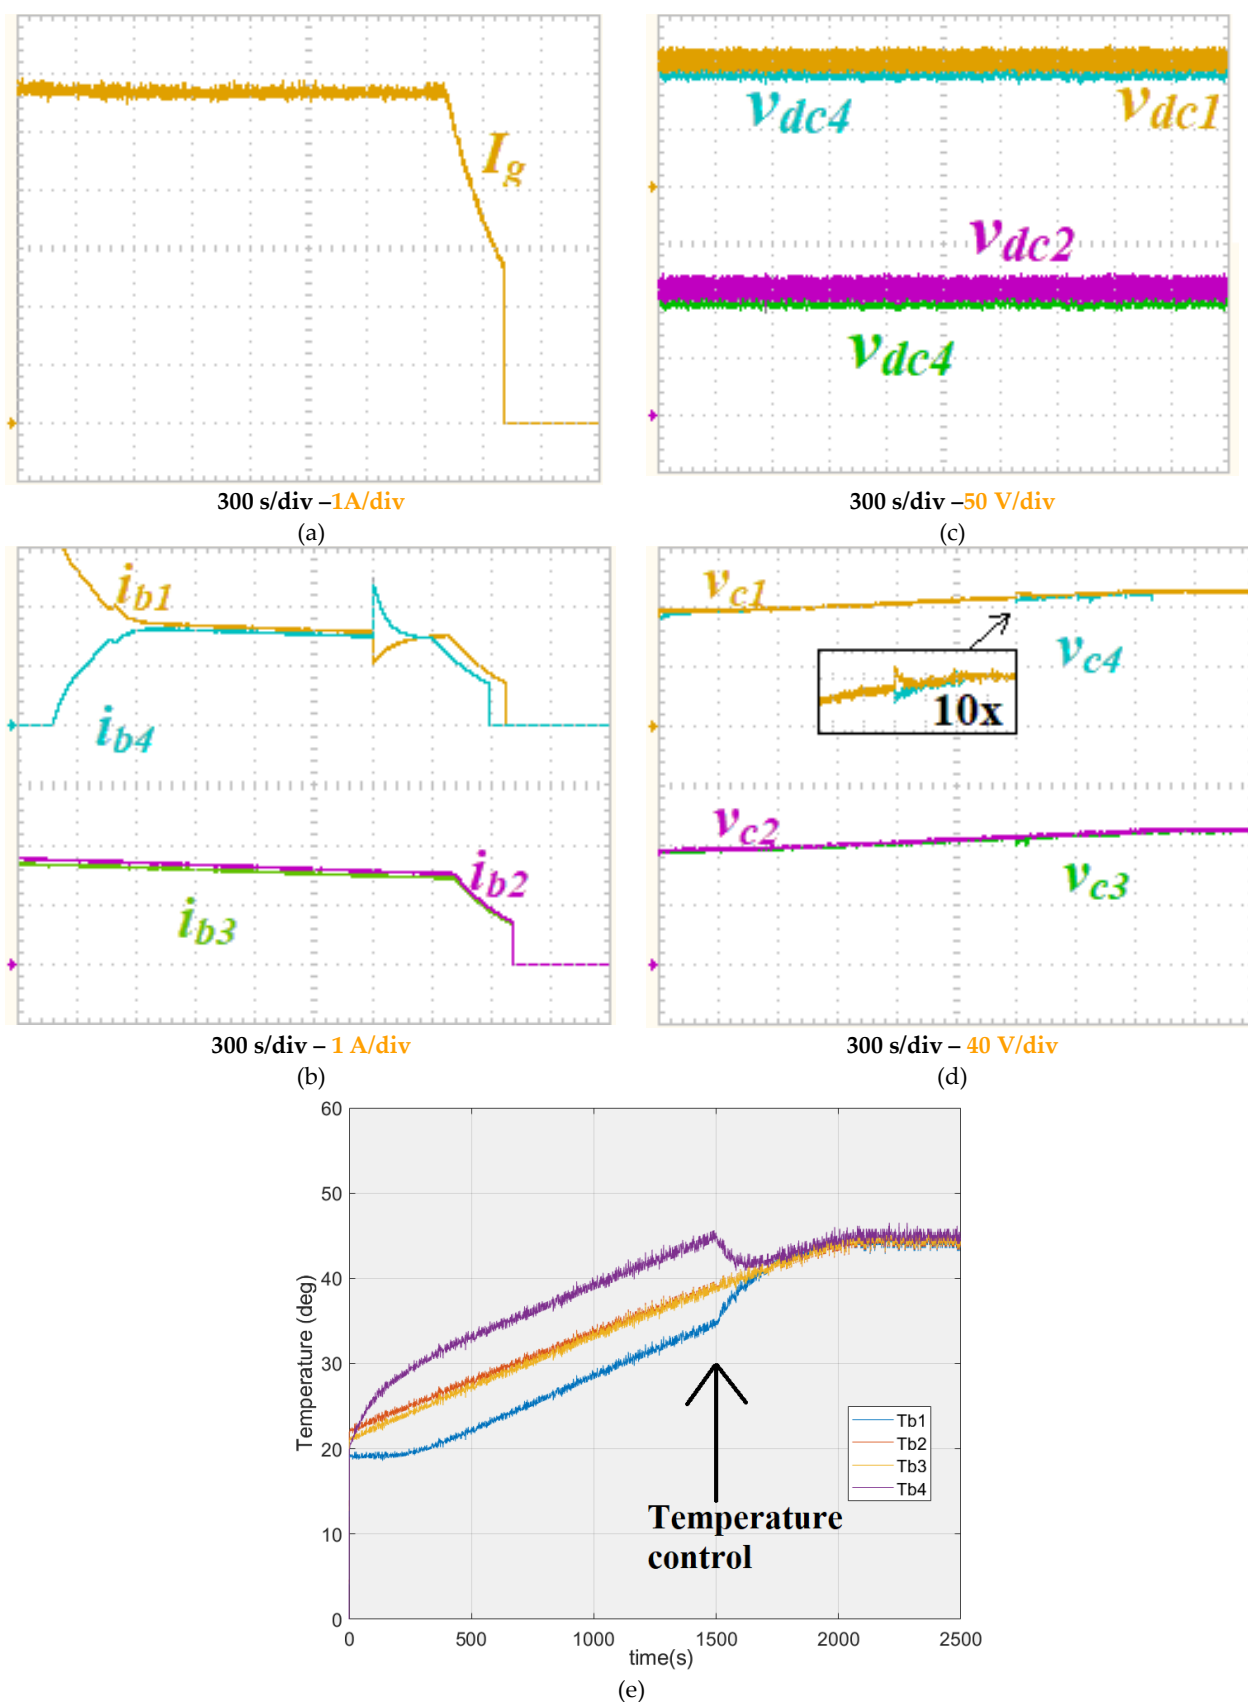 I_g
300 s/div –1A/div
(a)
v_dc4
v_dc1
v_dc2
v_dc4
300 s/div –50 V/div
(c)
i_b1
i_b4
i_b2
i_b3
300 s/div – 1 A/div
(b)
v_c1
v_c4
10x
v_c2
v_c3
300 s/div – 40 V/div
(d)
60
50
40
30
20
10
0
Temperature (deg)
Tb1
Tb2
Tb3
Tb4
Temperature
control
0
500
1000
1500
2000
2500
time(s)
(e)